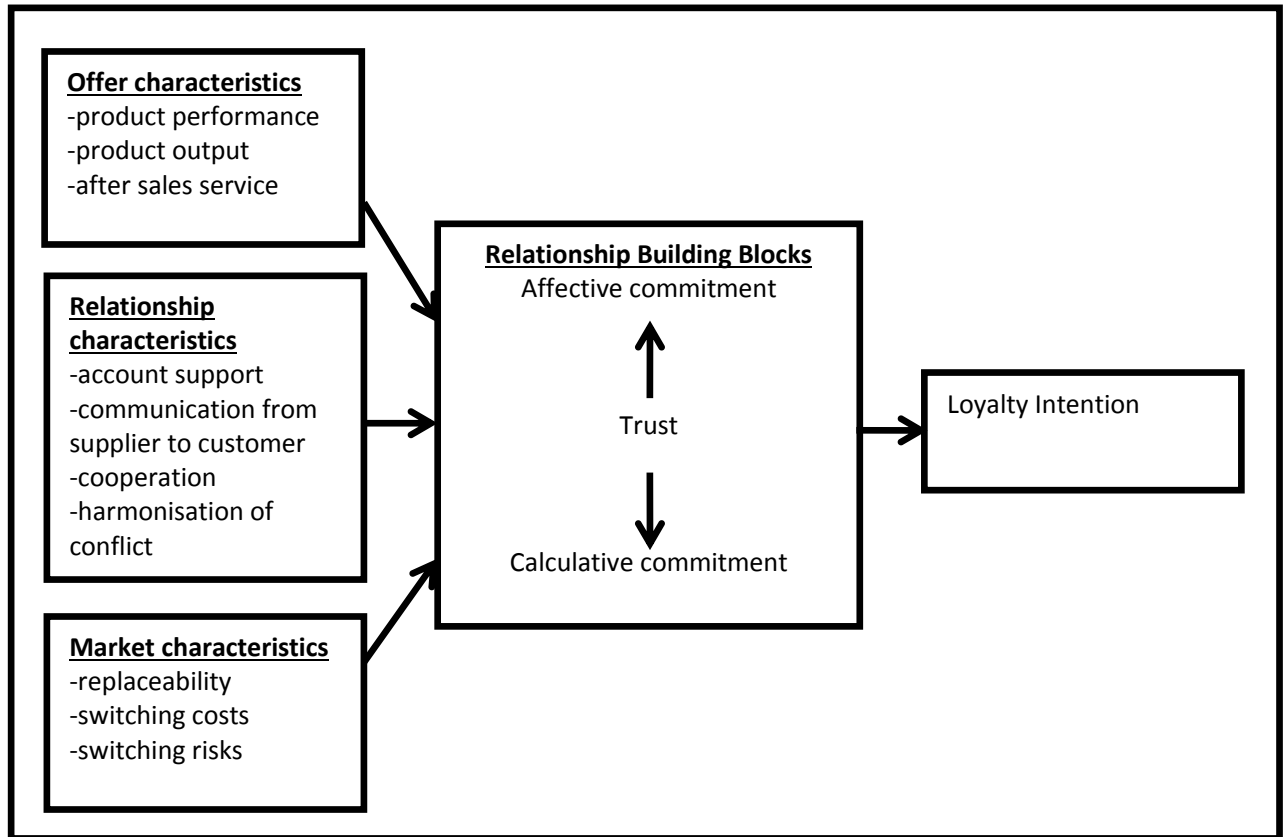 Offer characteristics
-product performance
-product output
-after sales service
Relationship
characteristics
-account support
-communication from
supplier to customer
-cooperation
-harmonisation of
conflict
Market characteristics
-replaceability
-switching costs
-switching risks
Relationship Building Blocks
Affective commitment
Trust
Calculative commitment
Loyalty Intention